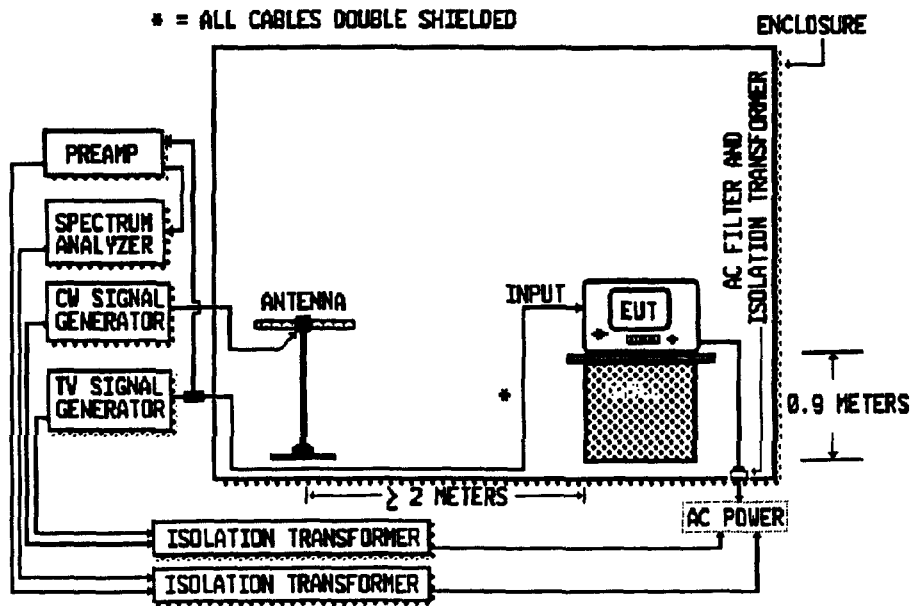 * = ALL CABLES DOUBLE SHIELDED
ENCLOSURE
AC FILTER AND
ISOLATION TRANSFORMER
PREAMP
SPECTRUM
ANALYZER
CW SIGNAL
GENERATOR
ANTENNA
INPUT
EUT
TV SIGNAL
GENERATOR
*
0.9 METERS
≥ 2 METERS
AC POWER
ISOLATION TRANSFORMER
ISOLATION TRANSFORMER